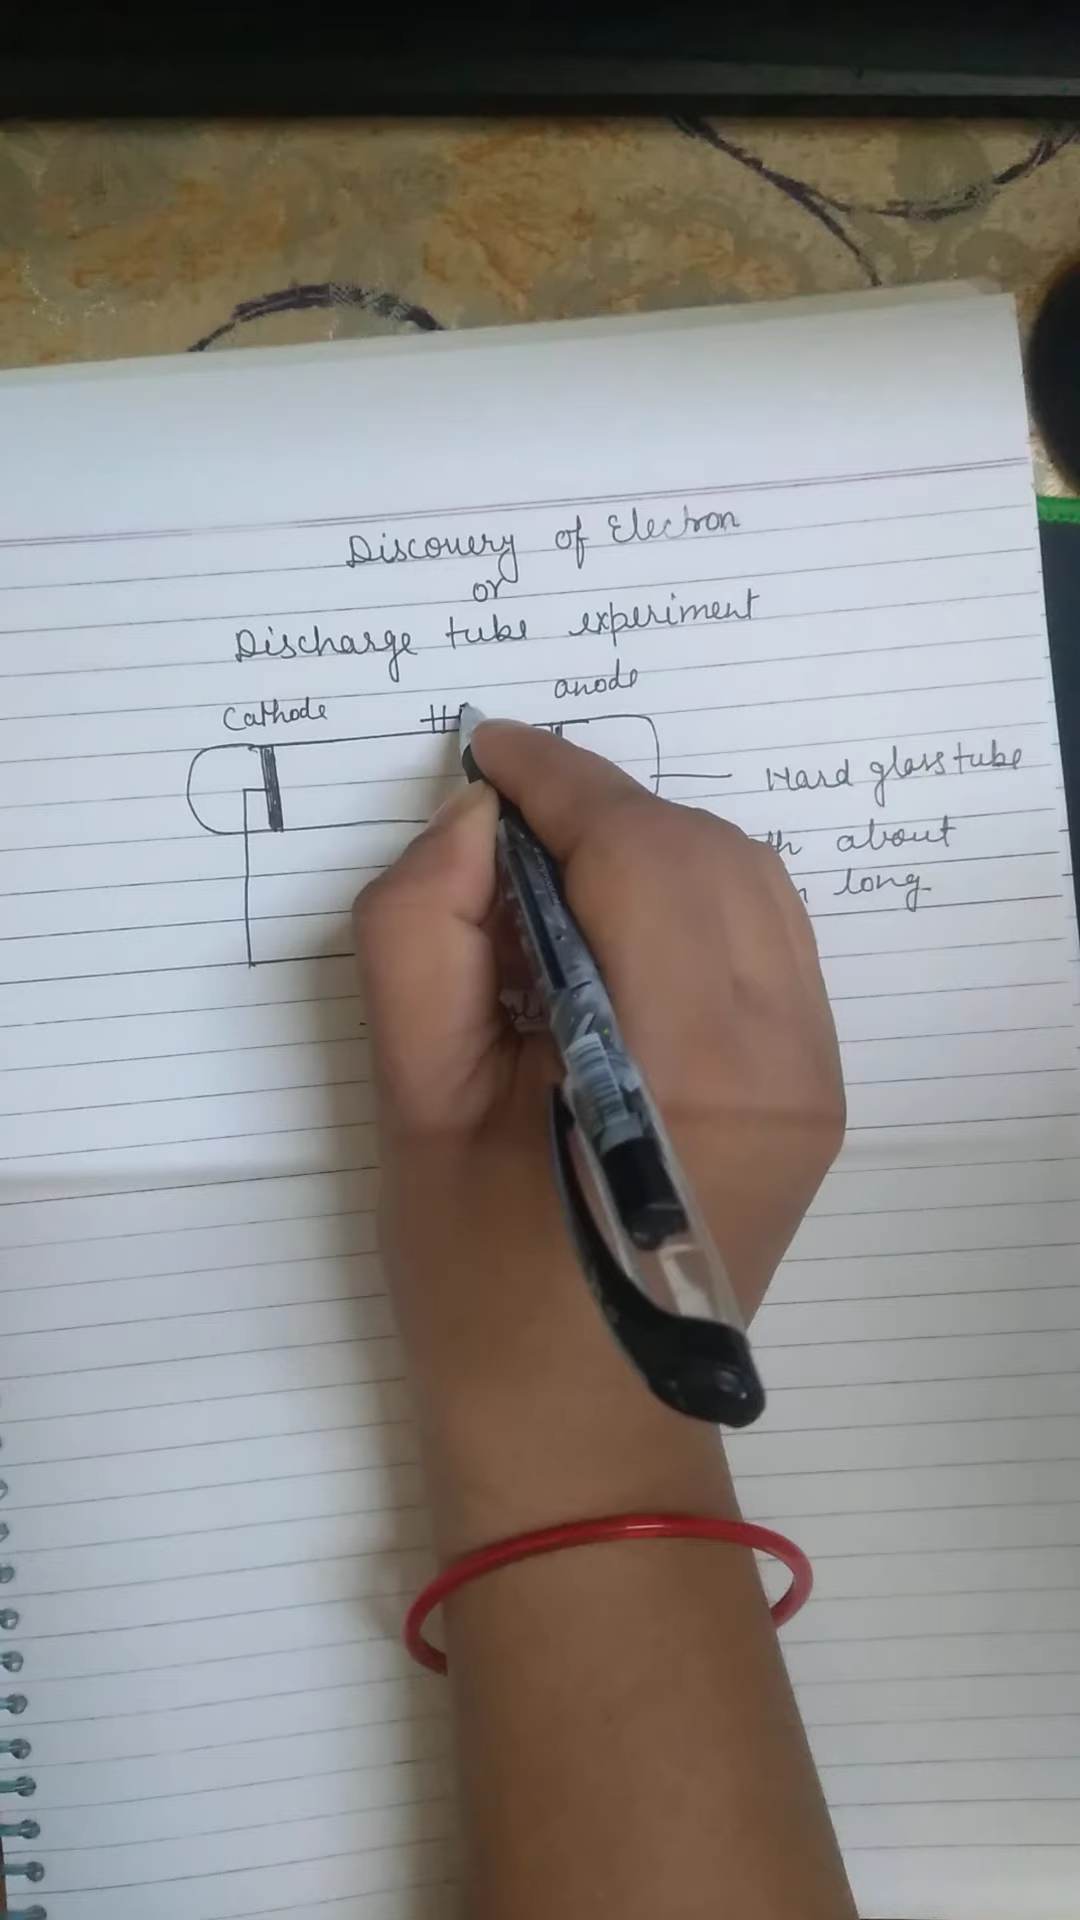 Discovery of Electron
or
Discharge tube experiment
Cathode
anode
Hard glass tube
about
long